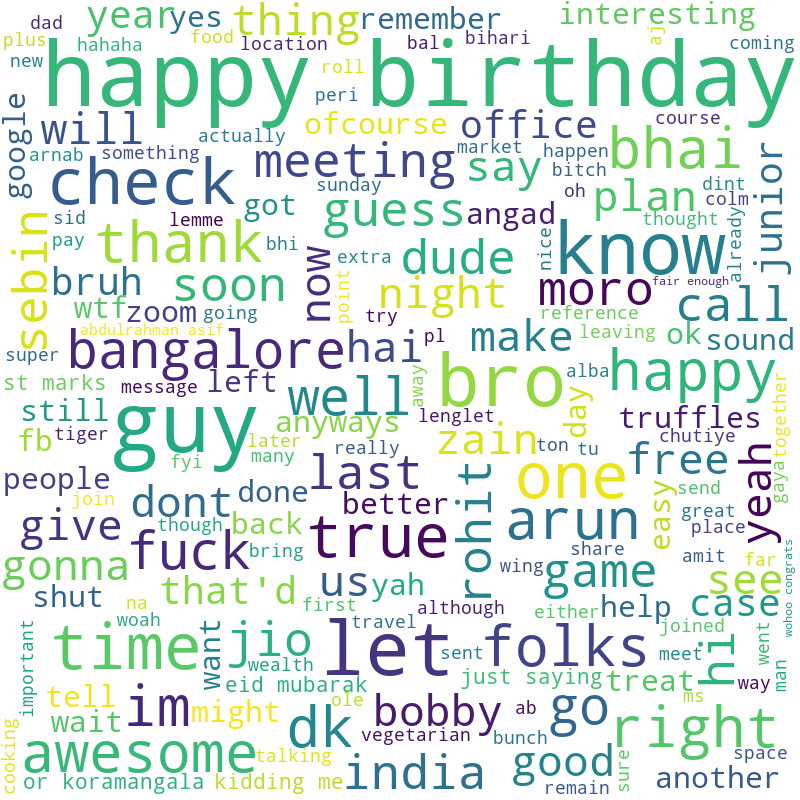 dad
year
yes
thing
remember
interesting
plus
hahaha
food
location
bal
bihari
aj
coming
new
happy birthday
roll
peri
google
will
actually
ofcourse
office
course
arnab
something
check
meeting
market
say
happen
bitch
bhai
junior
sunday
oh
plan
dint
colm
sid
pay
thank
lemme
got
guess
angad
thought
already
sebin
bruh
bhi
now
extra
dude
nice
know
fair enough
soon
night
moro
call
wtf
zoom
going
point
reference
abdulrahman asif
try
pl
make
leaving
ok
sound
super
bangalore
hai
bro
happy
st marks
message
left
well
away
alba
together
still
guy
anyways
lenglet
day
truffles
fb
tiger
later
zain
ton
tu
chutiye
fyi
many
really
free
yeah
gaya
people
last
rohit
one
easy
send
join
dont
done
better
arun
great
place
give
though
back
true
share
amit
far
gonna
fuck
bring
wing
game
see
that'd
us
yah
wohoo congrats
shut
na
first
although
either
help
case
woah
travel
important
time
want
jio
let
folks
joined
went
wealth
sent
meet
hi
man
tell
eid mubarak
just saying
treat
way
wait
im
might
ole
bobby
ab
go
ms
right
cooking
awesome
talking
dk
vegetarian
bunch
good
sure
space
or koramangala
kidding me
india
remain
another